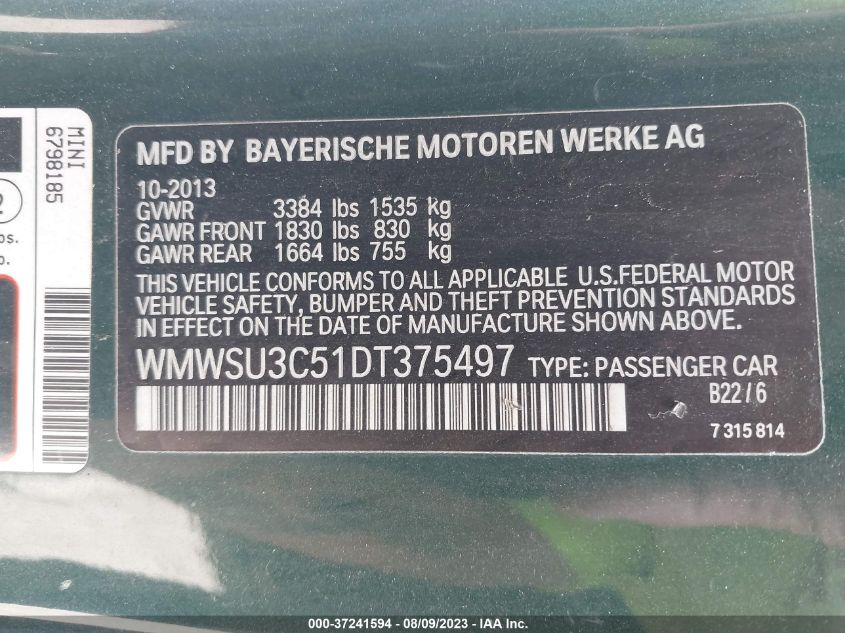 MINI
6798185
2
os.
o.
MFD BY BAYERISCHE MOTOREN WERKE AG
10-2013
GVWR 3384 lbs 1535 kg
GAWR FRONT 1830 lbs 830 kg
GAWR REAR 1664 lbs 755 kg
THIS VEHICLE CONFORMS TO ALL APPLICABLE U.S.FEDERAL MOTOR
VEHICLE SAFETY, BUMPER AND THEFT PREVENTION STANDARDS
IN EFFECT ON THE DATE OF MANUFACTURE SHOWN ABOVE.
WMWSU3C51DT375497 TYPE: PASSENGER CAR
B22/6
7 315 814
000-37241594 - 08/09/2023 - IAA Inc.